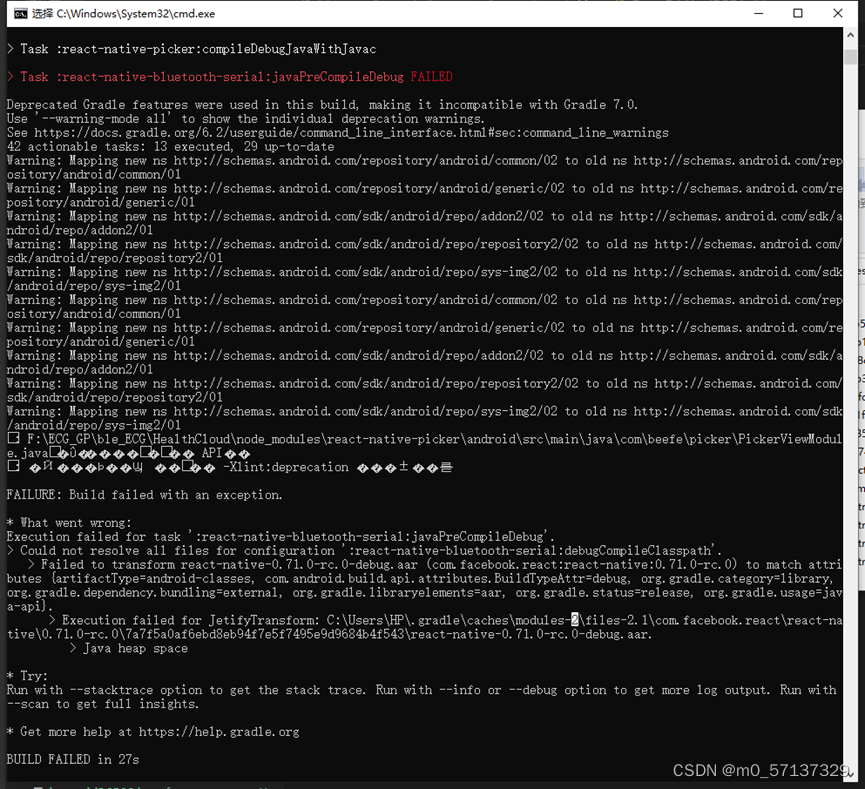 选择 C:\Windows\System32\cmd.exe
> Task :react-native-picker:compileDebugJavaWithJavac
> Task :react-native-bluetooth-serial:javaPreCompileDebug FAILED
Deprecated Gradle features were used in this build, making it incompatible with Gradle 7.0.
Use '--warning-mode all' to show the individual deprecation warnings.
See https://docs.gradle.org/6.2/userguide/command_line_interface.html#sec:command_line_warnings
42 actionable tasks: 13 executed, 29 up-to-date
Warning: Mapping new ns http://schemas.android.com/repository/android/common/02 to old ns http://schemas.android.com/rep
ository/android/common/01
Warning: Mapping new ns http://schemas.android.com/repository/android/generic/02 to old ns http://schemas.android.com/re
pository/android/generic/01
Warning: Mapping new ns http://schemas.android.com/sdk/android/repo/addon2/02 to old ns http://schemas.android.com/sdk/a
ndroid/repo/addon2/01
Warning: Mapping new ns http://schemas.android.com/sdk/android/repo/repository2/02 to old ns http://schemas.android.com/
sdk/android/repo/repository2/01
Warning: Mapping new ns http://schemas.android.com/sdk/android/repo/sys-img2/02 to old ns http://schemas.android.com/sdk
/android/repo/sys-img2/01
Warning: Mapping new ns http://schemas.android.com/repository/android/common/02 to old ns http://schemas.android.com/rep
ository/android/common/01
Warning: Mapping new ns http://schemas.android.com/repository/android/generic/02 to old ns http://schemas.android.com/re
pository/android/generic/01
Warning: Mapping new ns http://schemas.android.com/sdk/android/repo/addon2/02 to old ns http://schemas.android.com/sdk/a
ndroid/repo/addon2/01
Warning: Mapping new ns http://schemas.android.com/sdk/android/repo/repository2/02 to old ns http://schemas.android.com/
sdk/android/repo/repository2/01
Warning: Mapping new ns http://schemas.android.com/sdk/android/repo/sys-img2/02 to old ns http://schemas.android.com/sdk
/android/repo/sys-img2/01
F:\ECG_GP\ble_ECG\HealthCloud\node_modules\react-native-picker\android\src\main\java\com\beefe\picker\PickerViewModul
e.java API
-Xlint:deprecation
FAILURE: Build failed with an exception.
* What went wrong:
Execution failed for task ':react-native-bluetooth-serial:javaPreCompileDebug'.
> Could not resolve all files for configuration ':react-native-bluetooth-serial:debugCompileClasspath'.
> Failed to transform react-native-0.71.0-rc.0-debug.aar (com.facebook.react:react-native:0.71.0-rc.0) to match attri
butes {artifactType=android-classes, com.android.build.api.attributes.BuildTypeAttr=debug, org.gradle.category=library,
org.gradle.dependency.bundling=external, org.gradle.libraryelements=aar, org.gradle.status=release, org.gradle.usage=jav
a-api}.
> Execution failed for JetifyTransform: C:\Users\HP\.gradle\caches\modules-2\files-2.1\com.facebook.react\react-na
tive\0.71.0-rc.0\7a7f5a0af6ebd8eb94f7e5f7495e9d9684b4f543\react-native-0.71.0-rc.0-debug.aar.
> Java heap space
* Try:
Run with --stacktrace option to get the stack trace. Run with --info or --debug option to get more log output. Run with
--scan to get full insights.
* Get more help at https://help.gradle.org
BUILD FAILED in 27s
CSDN @m0_57137329